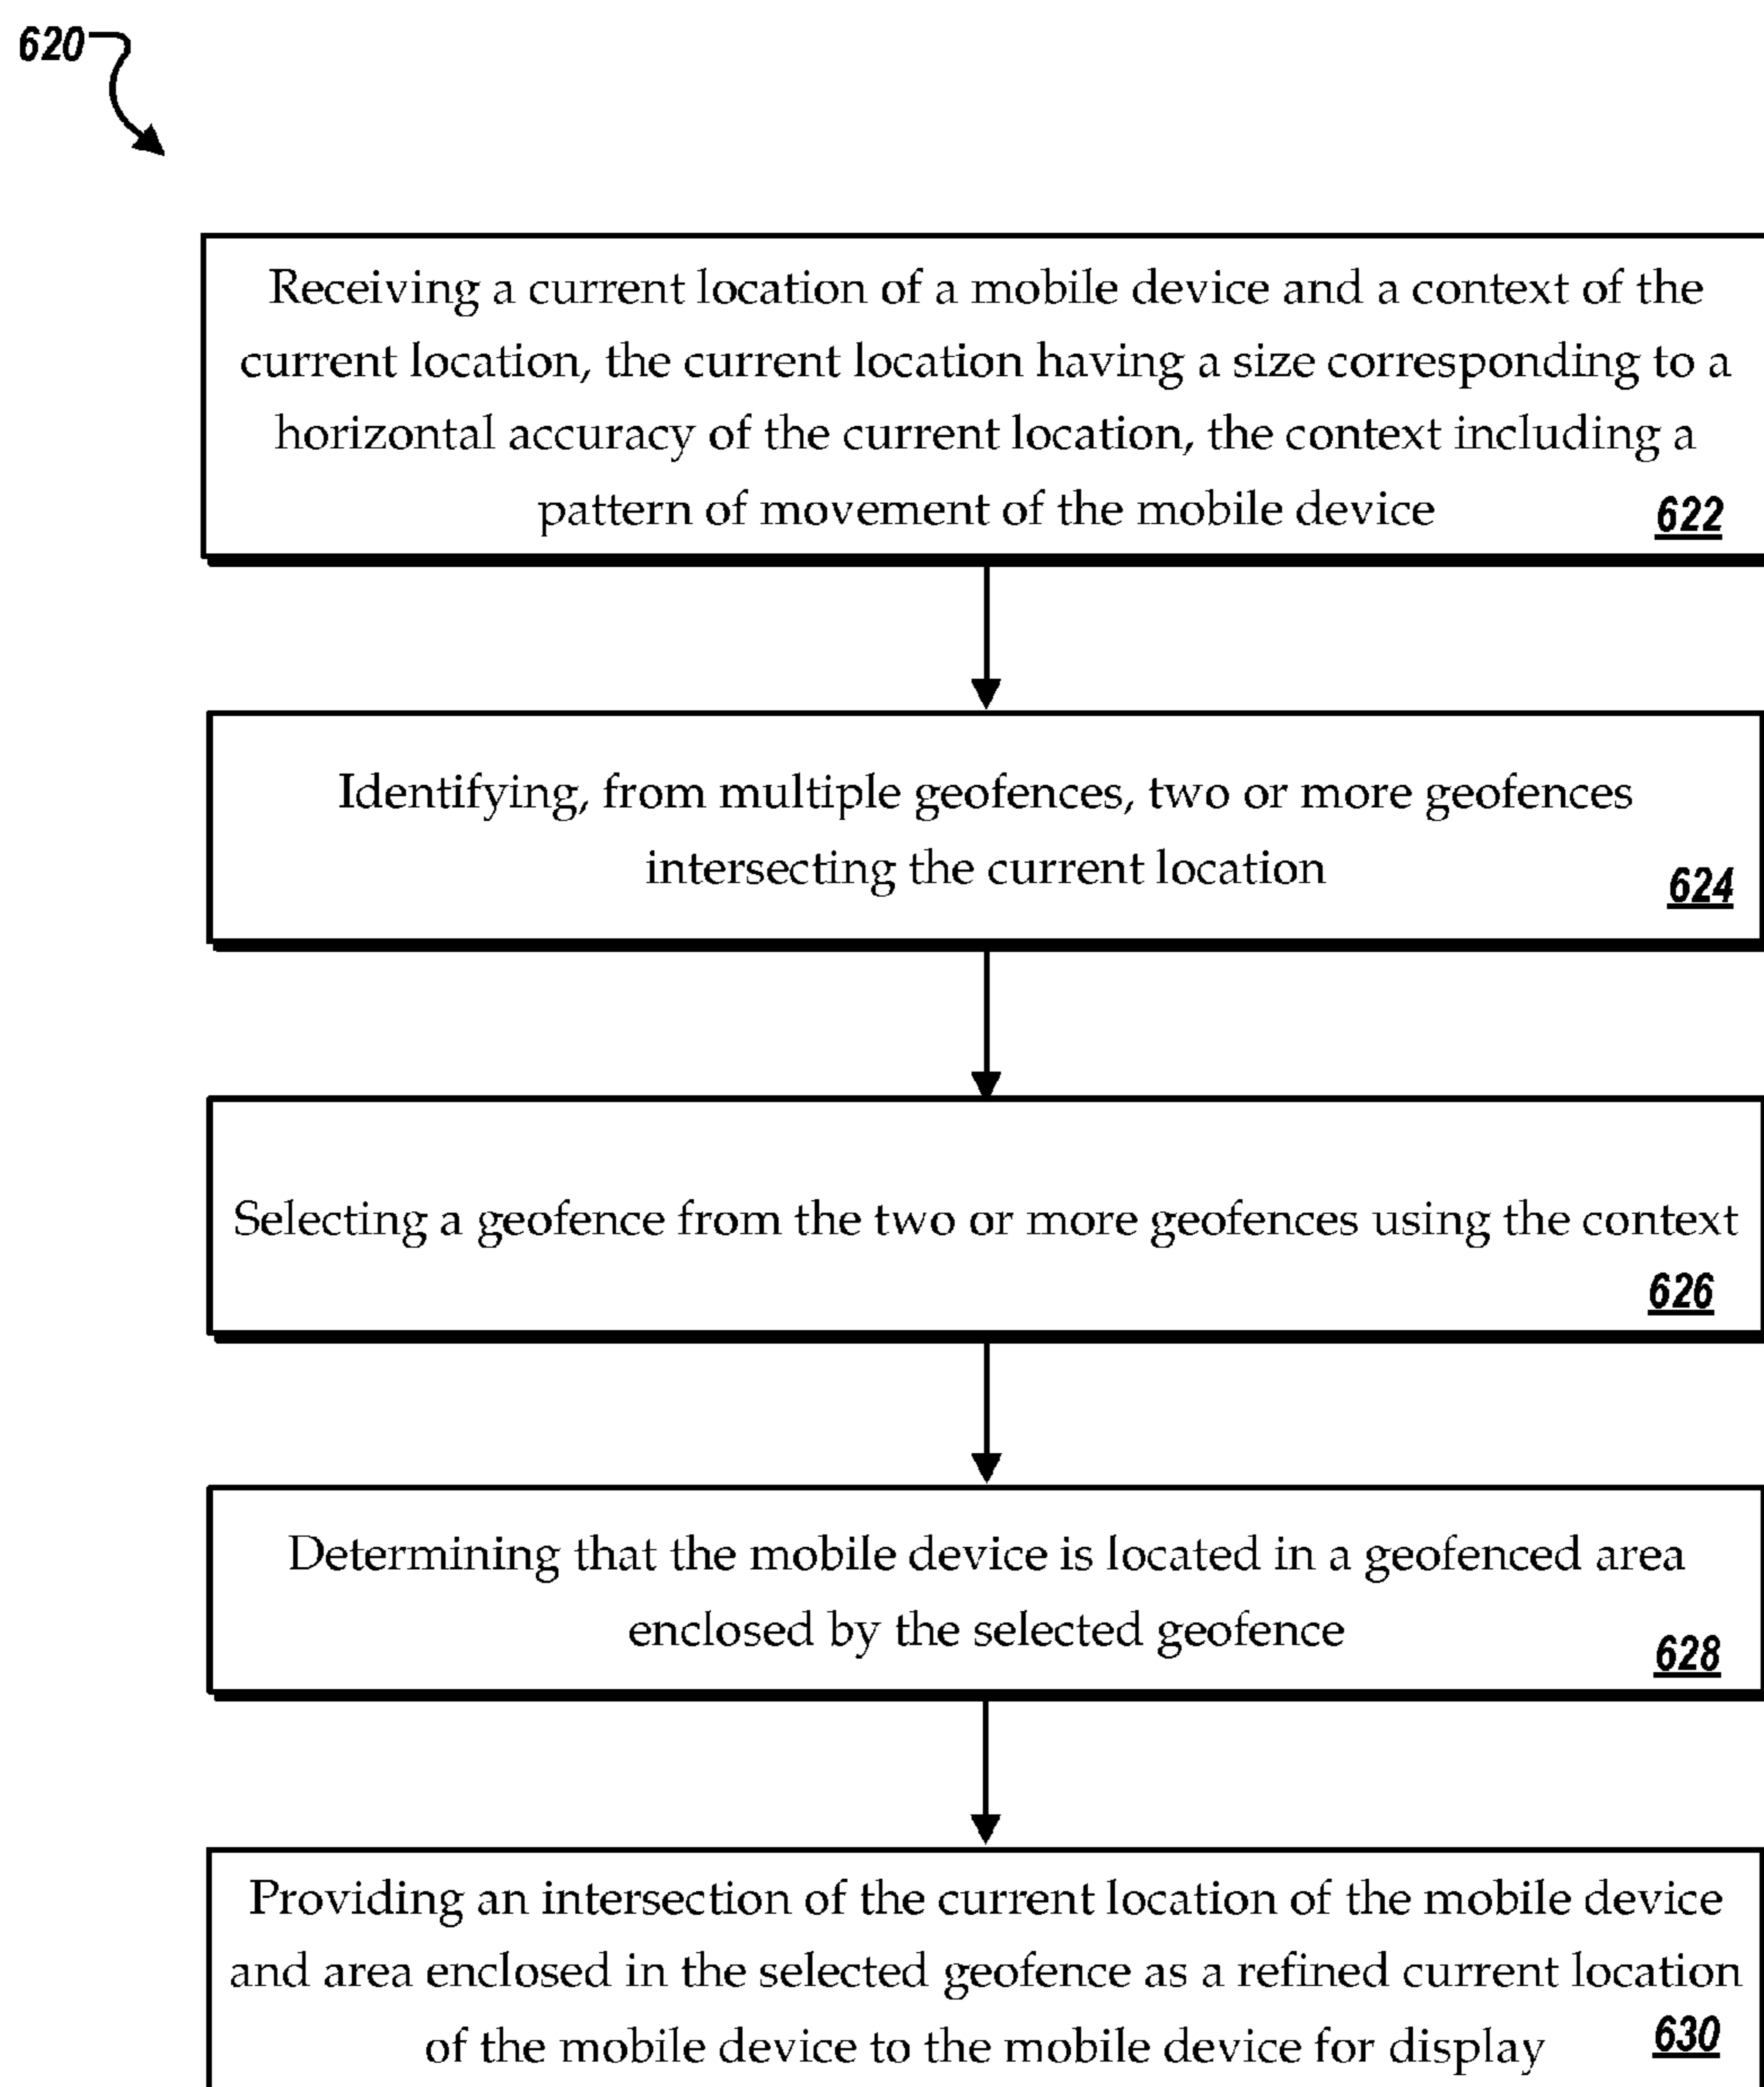 620
Receiving a current location of a mobile device and a context of the
current location, the current location having a size corresponding to a
horizontal accuracy of the current location, the context including a
pattern of movement of the mobile device
622
Identifying, from multiple geofences, two or more geofences
intersecting the current location
624
Selecting a geofence from the two or more geofences using the context
626
Determining that the mobile device is located in a geofenced area
enclosed by the selected geofence
628
Providing an intersection of the current location of the mobile device
and area enclosed in the selected geofence as a refined current location
of the mobile device to the mobile device for display
630